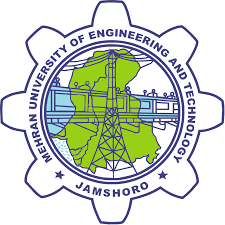 MEHRAN UNIVERSITY OF ENGINEERING AND TECHNOLOGY
JAMSHORO